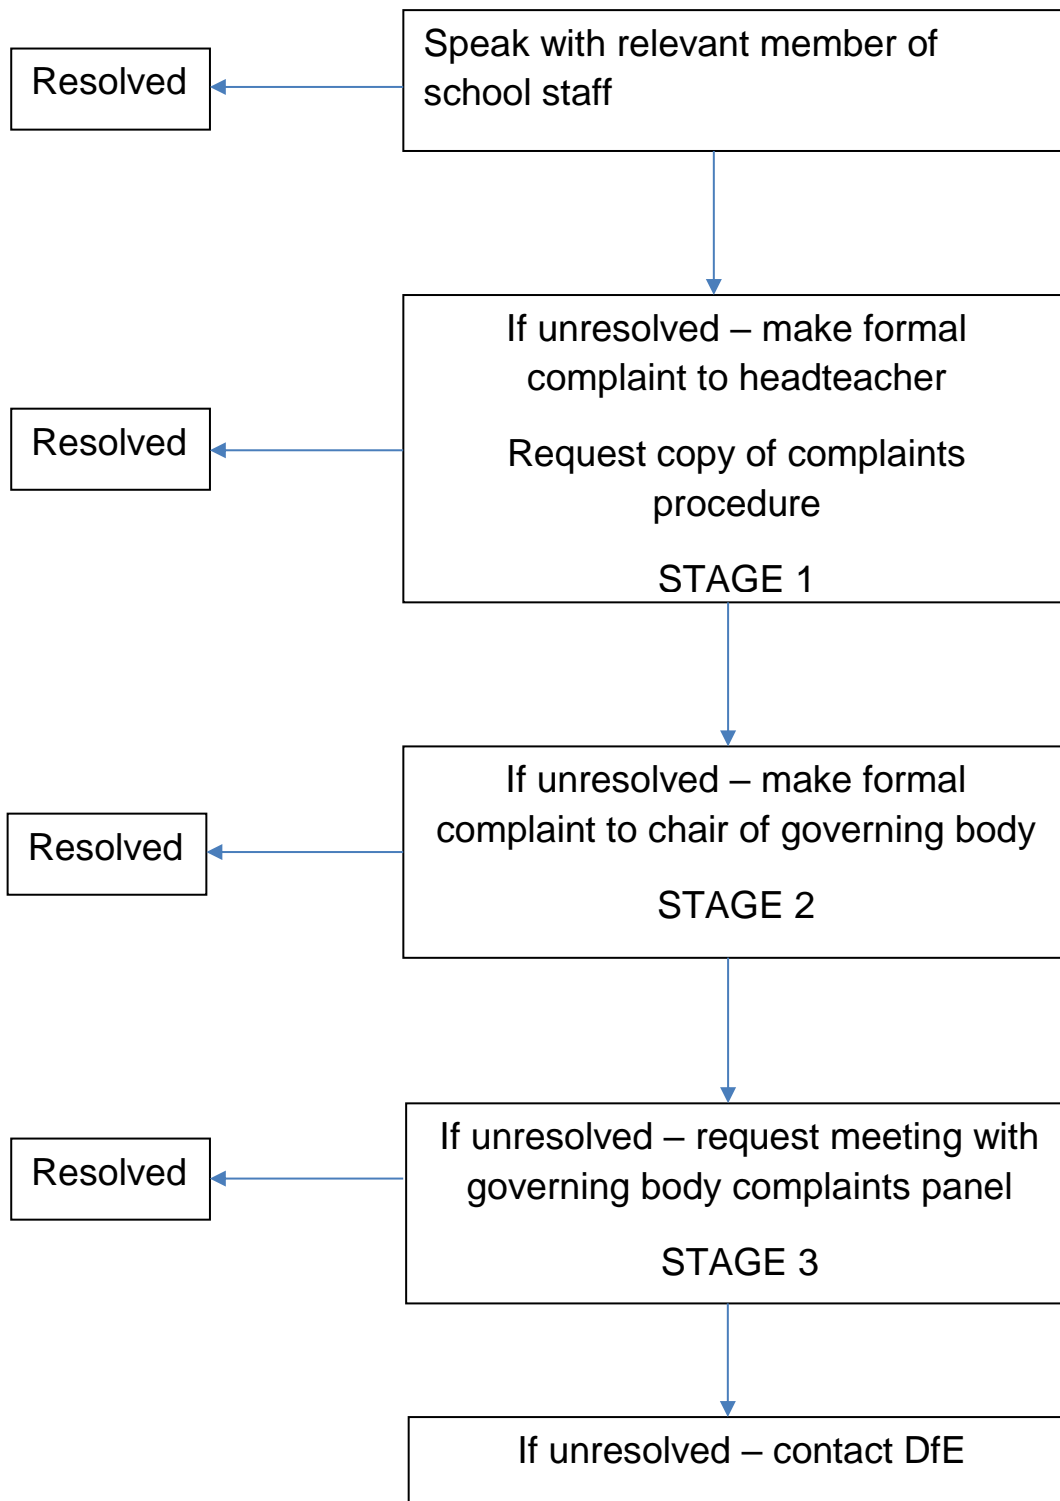 Speak with relevant member of
school staff
Resolved
If unresolved – make formal
complaint to headteacher
Request copy of complaints
procedure
STAGE 1
Resolved
If unresolved – make formal
complaint to chair of governing body
STAGE 2
Resolved
If unresolved – request meeting with
governing body complaints panel
STAGE 3
Resolved
If unresolved – contact DfE